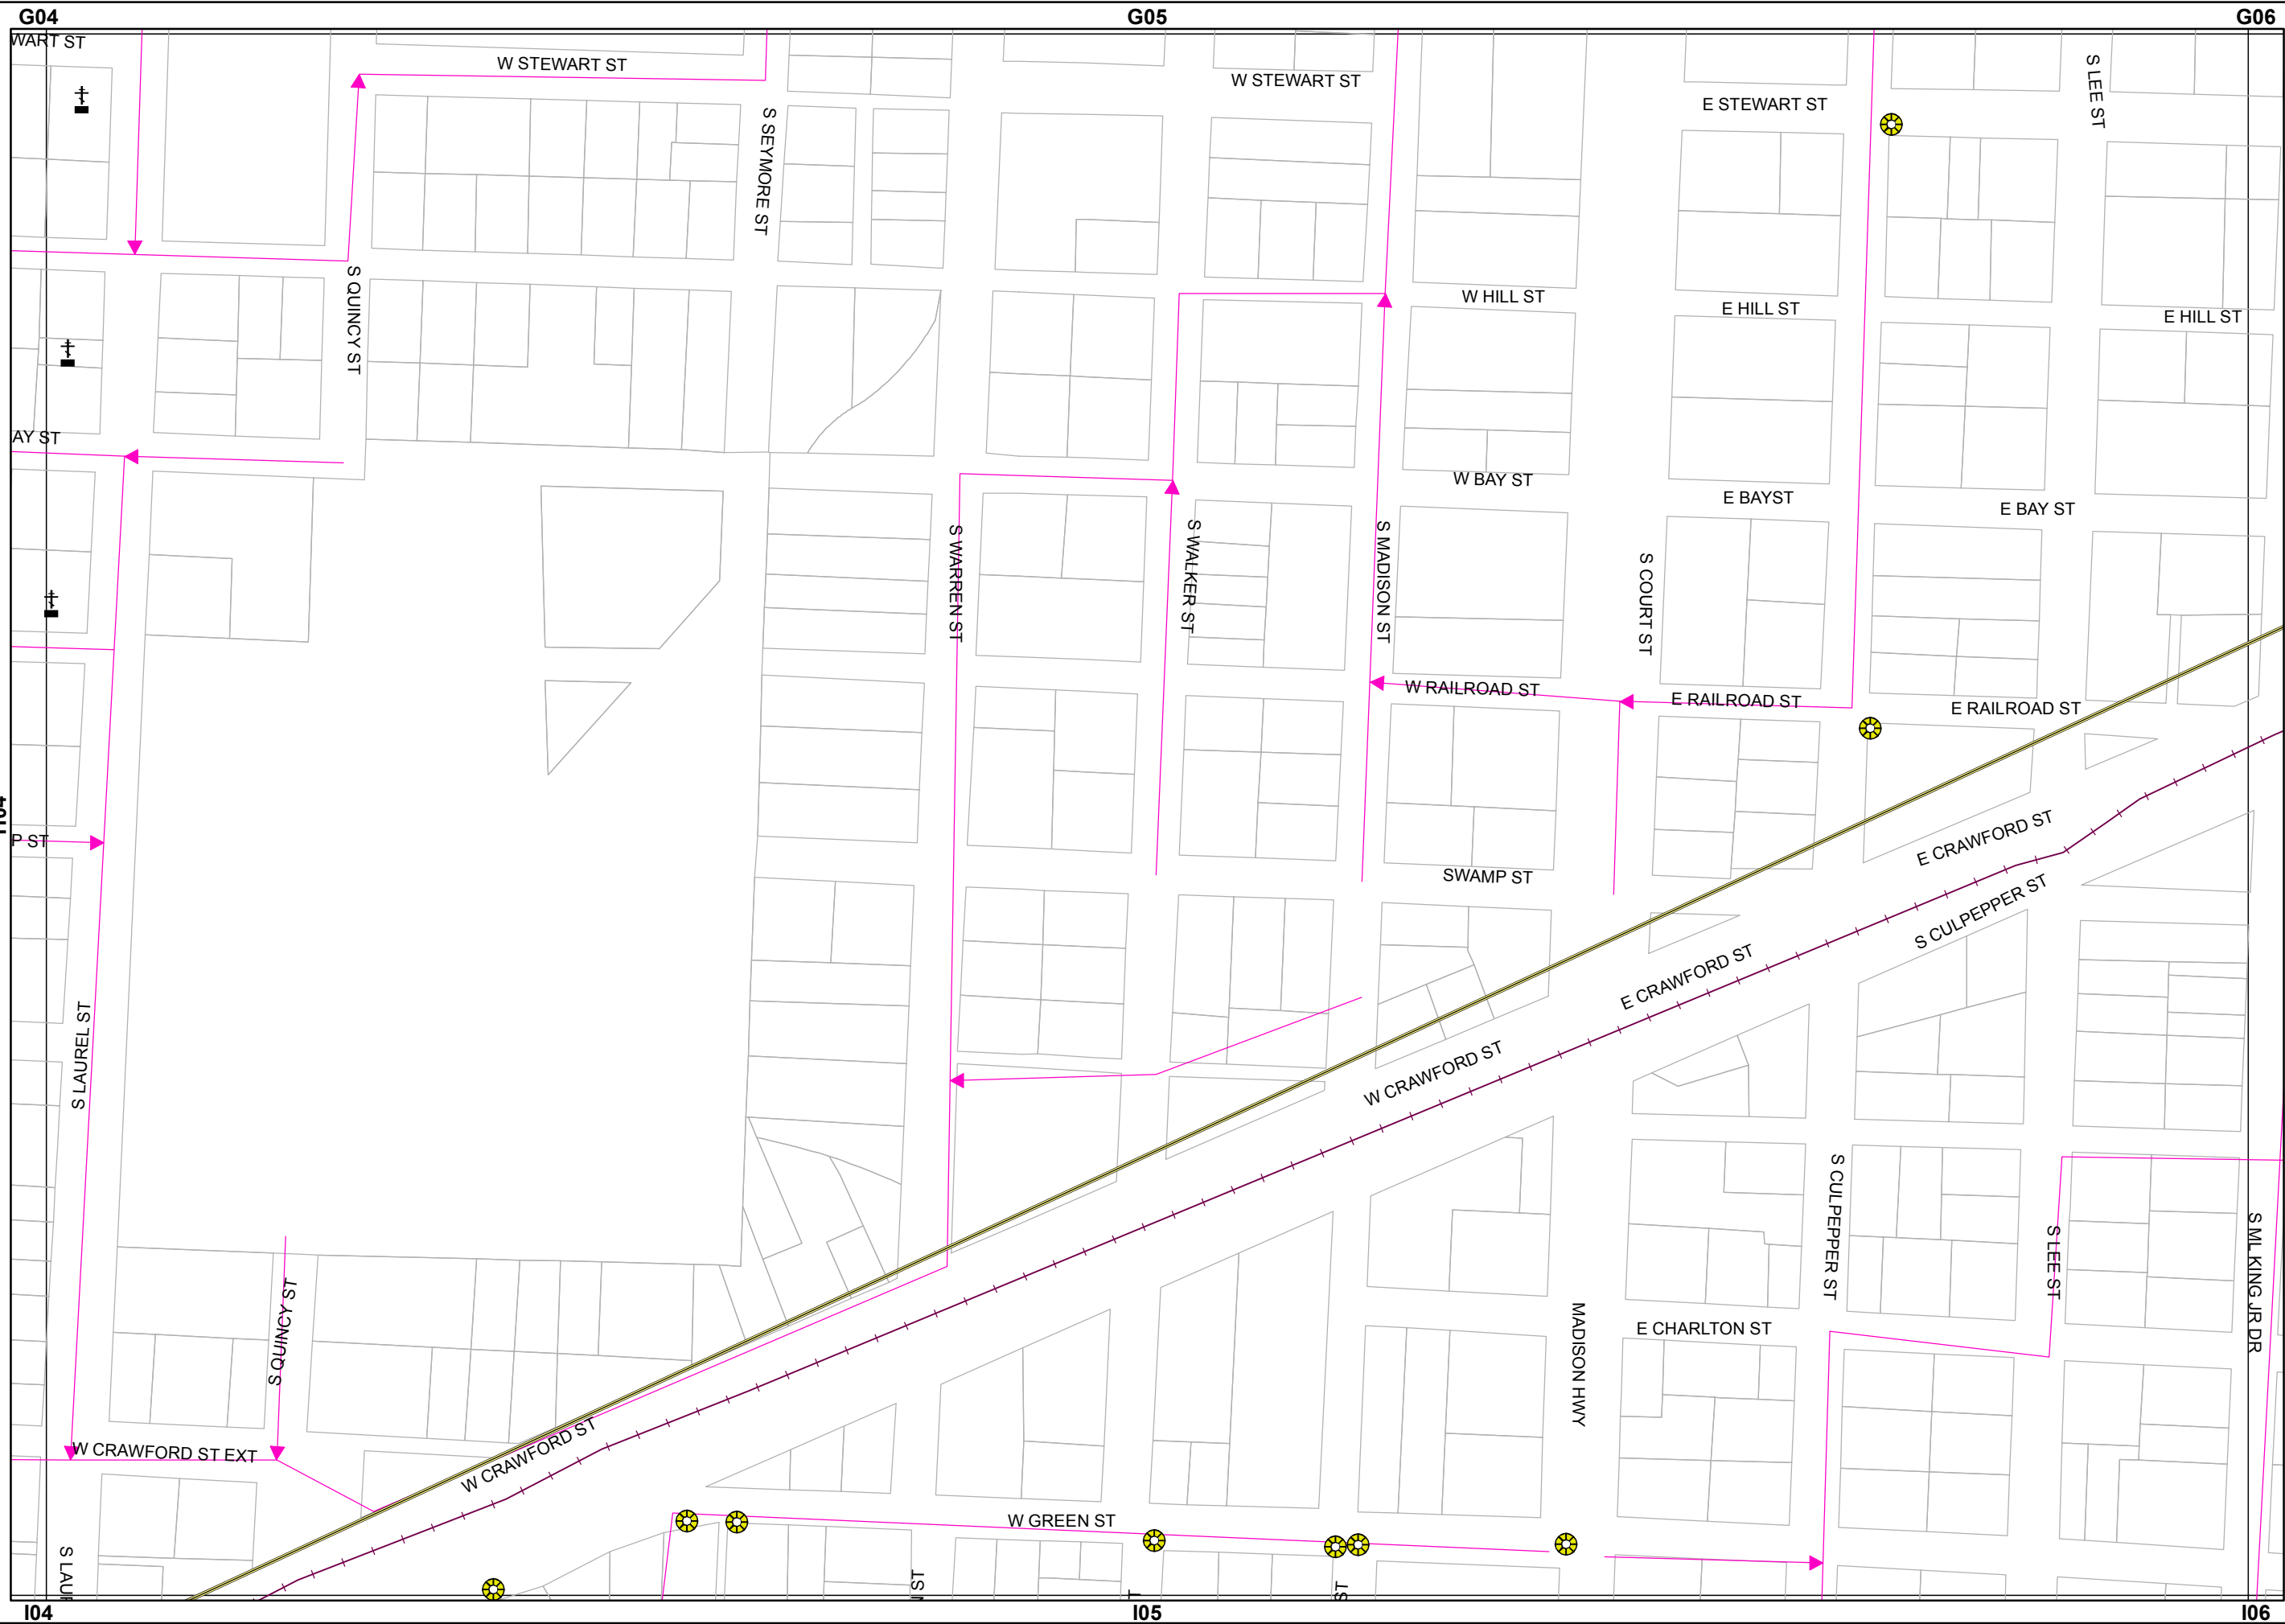 G04
G05
G06
WART ST
W STEWART ST
W STEWART ST
E STEWART ST
S LEE ST
S SEYMORE ST
S QUINCY ST
W HILL ST
E HILL ST
E HILL ST
AY ST
W BAY ST
E BAYST
E BAY ST
S WARREN ST
S WALKER ST
S MADISON ST
S COURT ST
W RAILROAD ST
E RAILROAD ST
E RAILROAD ST
P ST
SWAMP ST
E CRAWFORD ST
S CULPEPPER ST
E CRAWFORD ST
W CRAWFORD ST
S LAUREL ST
S CULPEPPER ST
S LEE ST
S ML KING JR DR
S QUINCY ST
MADISON HWY
E CHARLTON ST
W CRAWFORD ST EXT
W CRAWFORD ST
W GREEN ST
S LAUR
ST
ST
I04
I05
I06